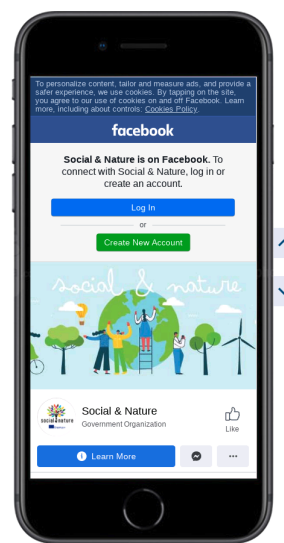 To personalize content, tailor and measure ads, and provide a
safer experience, we use cookies. By tapping on the site,
you agree to our use of cookies on and off Facebook. Learn
more, including about controls: Cookies Policy.
facebook
Social & Nature is on Facebook. To
connect with Social & Nature, log in or
create an account.
Log In
or
Create New Account
social & nature
social&nature
Social & Nature
Government Organization
Like
Learn More